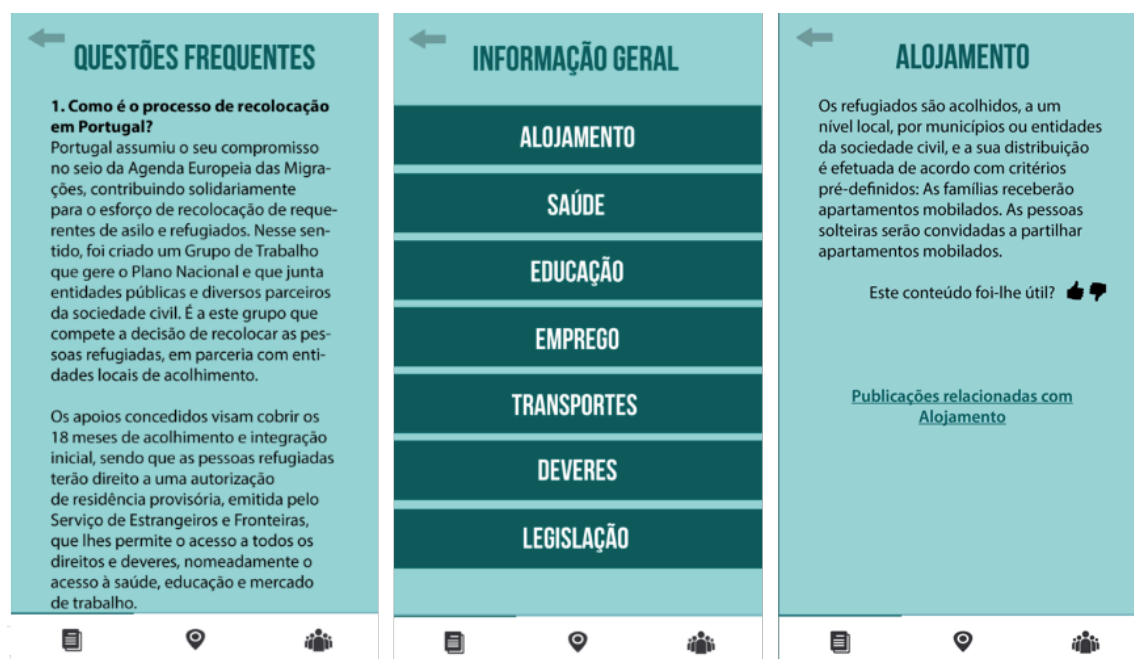 QUESTÕES FREQUENTES
1. Como é o processo de recolocação
em Portugal?
Portugal assumiu o seu compromisso
no seio da Agenda Europeia das Migra-
ções, contribuindo solidariamente
para o esforço de recolocação de reque-
rentes de asilo e refugiados. Nesse sen-
tido, foi criado um Grupo de Trabalho
que gere o Plano Nacional e que junta
entidades públicas e diversos parceiros
da sociedade civil. É a este grupo que
compete a decisão de recolocar as pes-
soas refugiadas, em parceria com enti-
dades locais de acolhimento.
Os apoios concedidos visam cobrir os
18 meses de acolhimento e integração
inicial, sendo que as pessoas refugiadas
terão direito a uma autorização
de residência provisória, emitida pelo
Serviço de Estrangeiros e Fronteiras,
que lhes permite o acesso a todos os
direitos e deveres, nomeadamente o
acesso à saúde, educação e mercado
de trabalho.
INFORMAÇÃO GERAL
ALOJAMENTO
SAÚDE
EDUCAÇÃO
EMPREGO
TRANSPORTES
DEVERES
LEGISLAÇÃO
ALOJAMENTO
Os refugiados são acolhidos, a um
nível local, por municípios ou entidades
da sociedade civil, e a sua distribuição
é efetuada de acordo com critérios
pré-definidos: As famílias receberão
apartamentos mobilados. As pessoas
solteiras serão convidadas a partilhar
apartamentos mobilados.
Este conteúdo foi-lhe útil?
Publicações relacionadas com
Alojamento